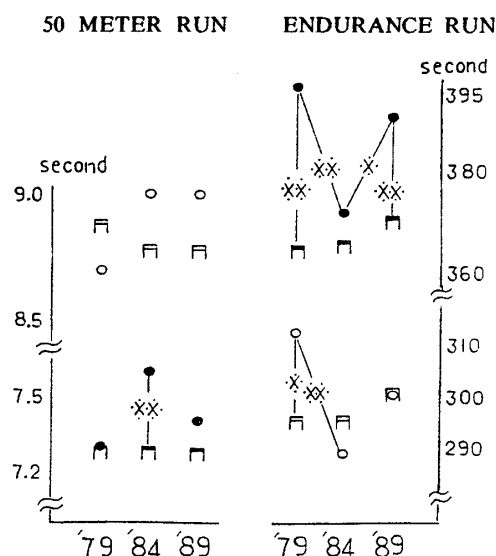 50 METER RUN
ENDURANCE RUN
second
9.0
8.5
7.5
7.2
'79 '84 '89
second
395
380
360
310
300
290
'79 '84 '89